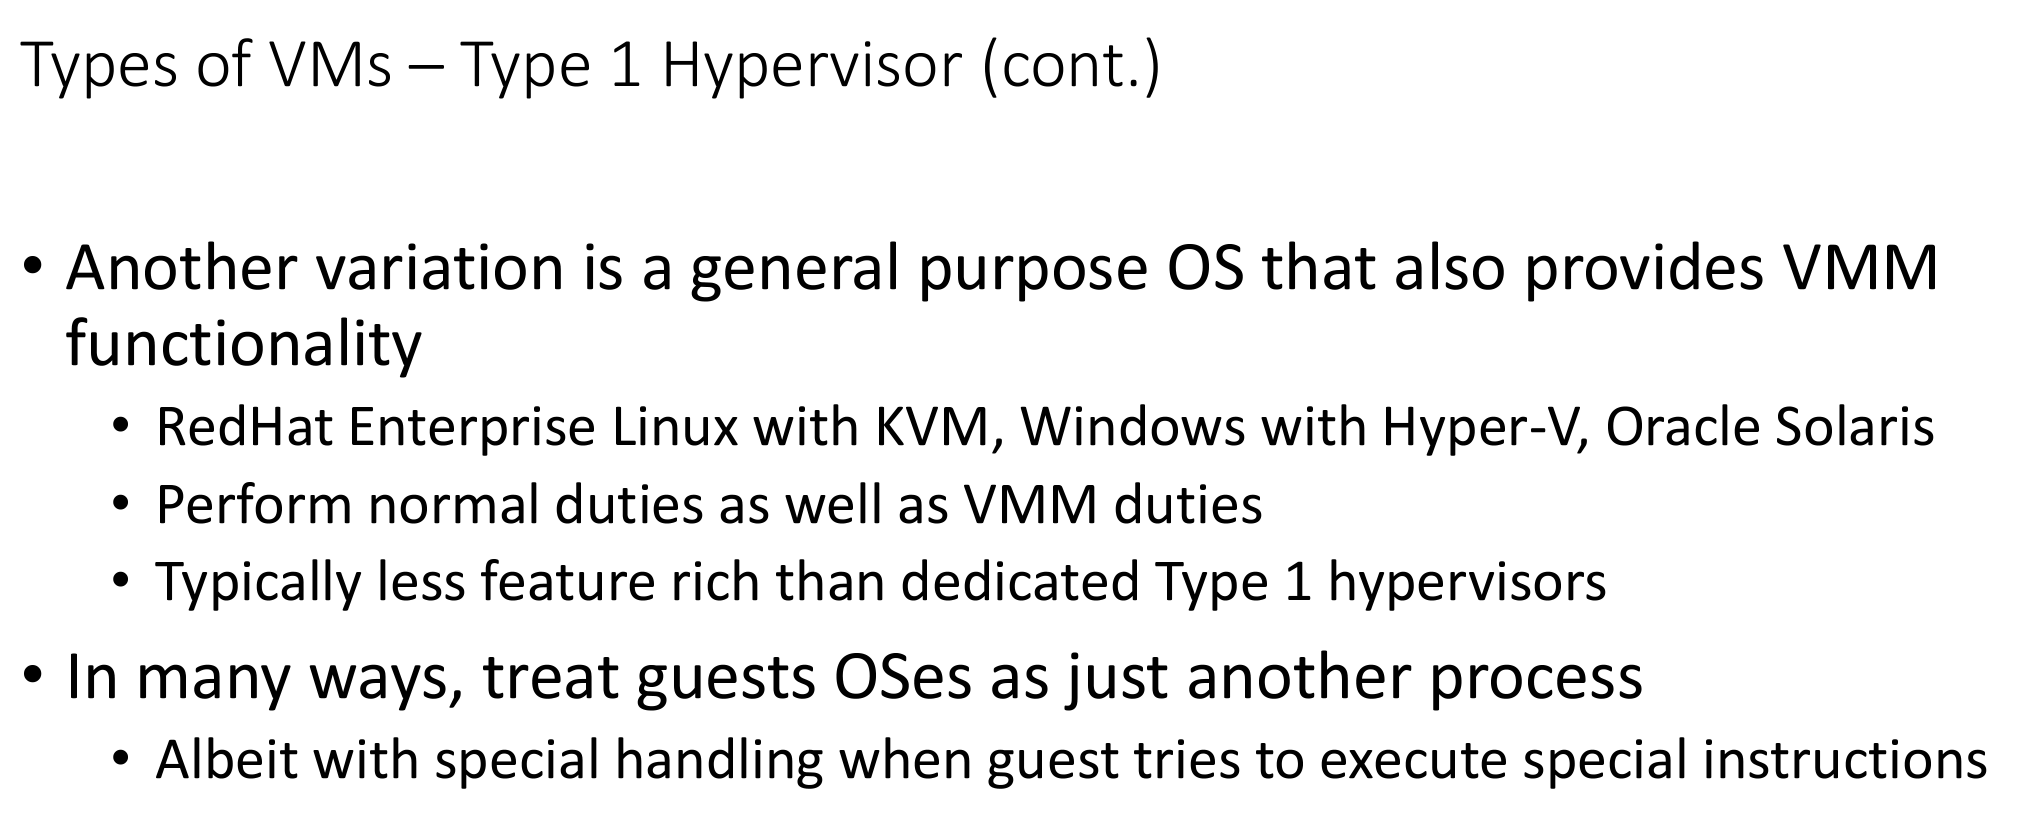 Types of VMs – Type 1 Hypervisor (cont.)
• Another variation is a general purpose OS that also provides VMM
functionality
• RedHat Enterprise Linux with KVM, Windows with Hyper-V, Oracle Solaris
• Perform normal duties as well as VMM duties
• Typically less feature rich than dedicated Type 1 hypervisors
• In many ways, treat guests OSes as just another process
• Albeit with special handling when guest tries to execute special instructions